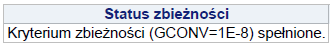 Status zbieżności
Kryterium zbieżności (GCONV=1E-8) spełnione.